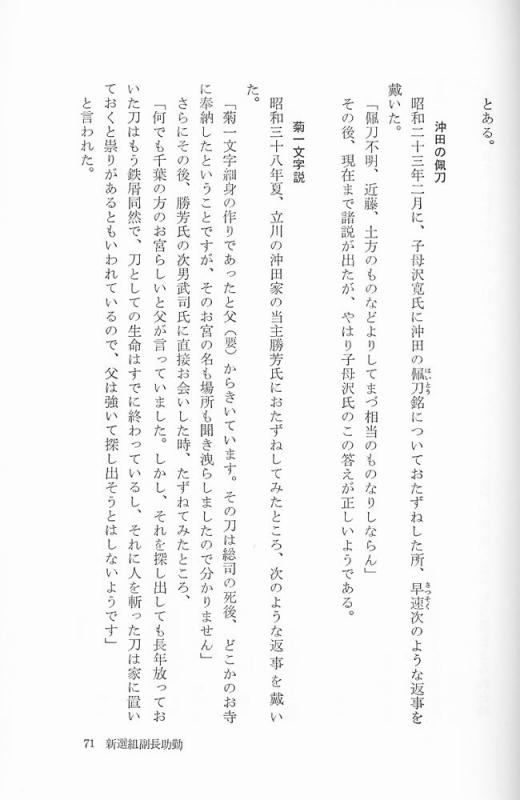 とある。
沖田の佩刀
昭和二十三年二月に、子母沢寛氏に沖田の佩刀銘についておたずねした所、早速次のような返事を
はいとう
さつそく
戴いた。
「佩刀不明、近藤、土方のものなどよりしてまづ相当のものなりしならん」
その後、現在まで諸説が出たが、やはり子母沢氏のこの答えが正しいようである。
菊一文字説
昭和三十八年夏、立川の沖田家の当主勝芳氏におたずねしてみたところ、次のような返事を戴い
た。
「菊一文字細身の作りであったと父（要）からきいています。その刀は総司の死後、どこかのお寺
に奉納したということですが、そのお宮の名も場所も聞き洩らしましたので分かりません」
さらにその後、勝芳氏の次男武司氏に直接お会いした時、たずねてみたところ、
「何でも千葉の方のお宮らしいと父が言っていました。しかし、それを探し出しても長年放ってお
いた刀はもう鉄屑同然で、刀としての生命はすでに終わっているし、それに人を斬った刀は家に置い
ておくと祟りがあるともいわれているので、父は強いて探し出そうとはしないようです」
と言われた。
71 新選組副長助勤